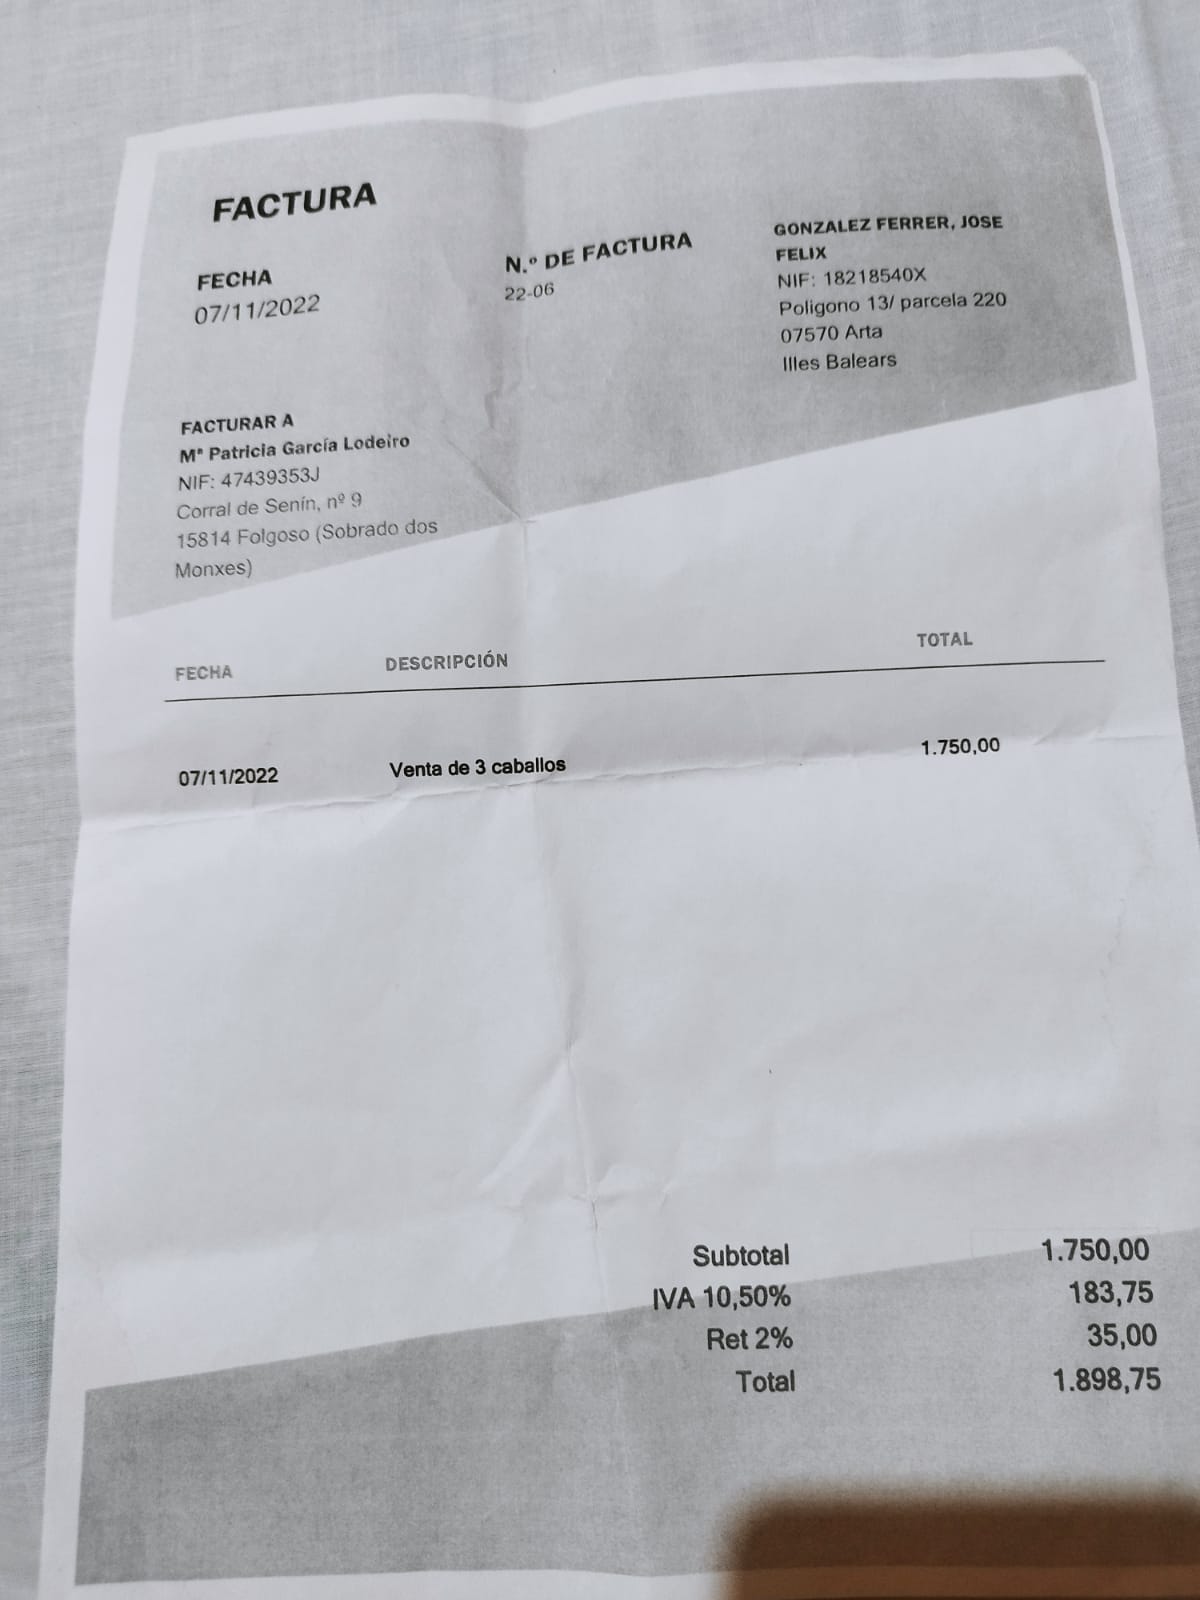 FACTURA
FECHA
07/11/2022
N.º DE FACTURA
22-06
GONZALEZ FERRER, JOSE
FELIX
NIF: 18218540X
Poligono 13/ parcela 220
07570 Arta
Illes Balears
FACTURAR A
Mª Patricia García Lodeiro
NIF: 47439353J
Corral de Senín, nº 9
15814 Folgoso (Sobrado dos
Monxes)
FECHA DESCRIPCIÓN TOTAL
07/11/2022 Venta de 3 caballos 1.750,00
Subtotal 1.750,00
IVA 10,50% 183,75
Ret 2% 35,00
Total 1.898,75